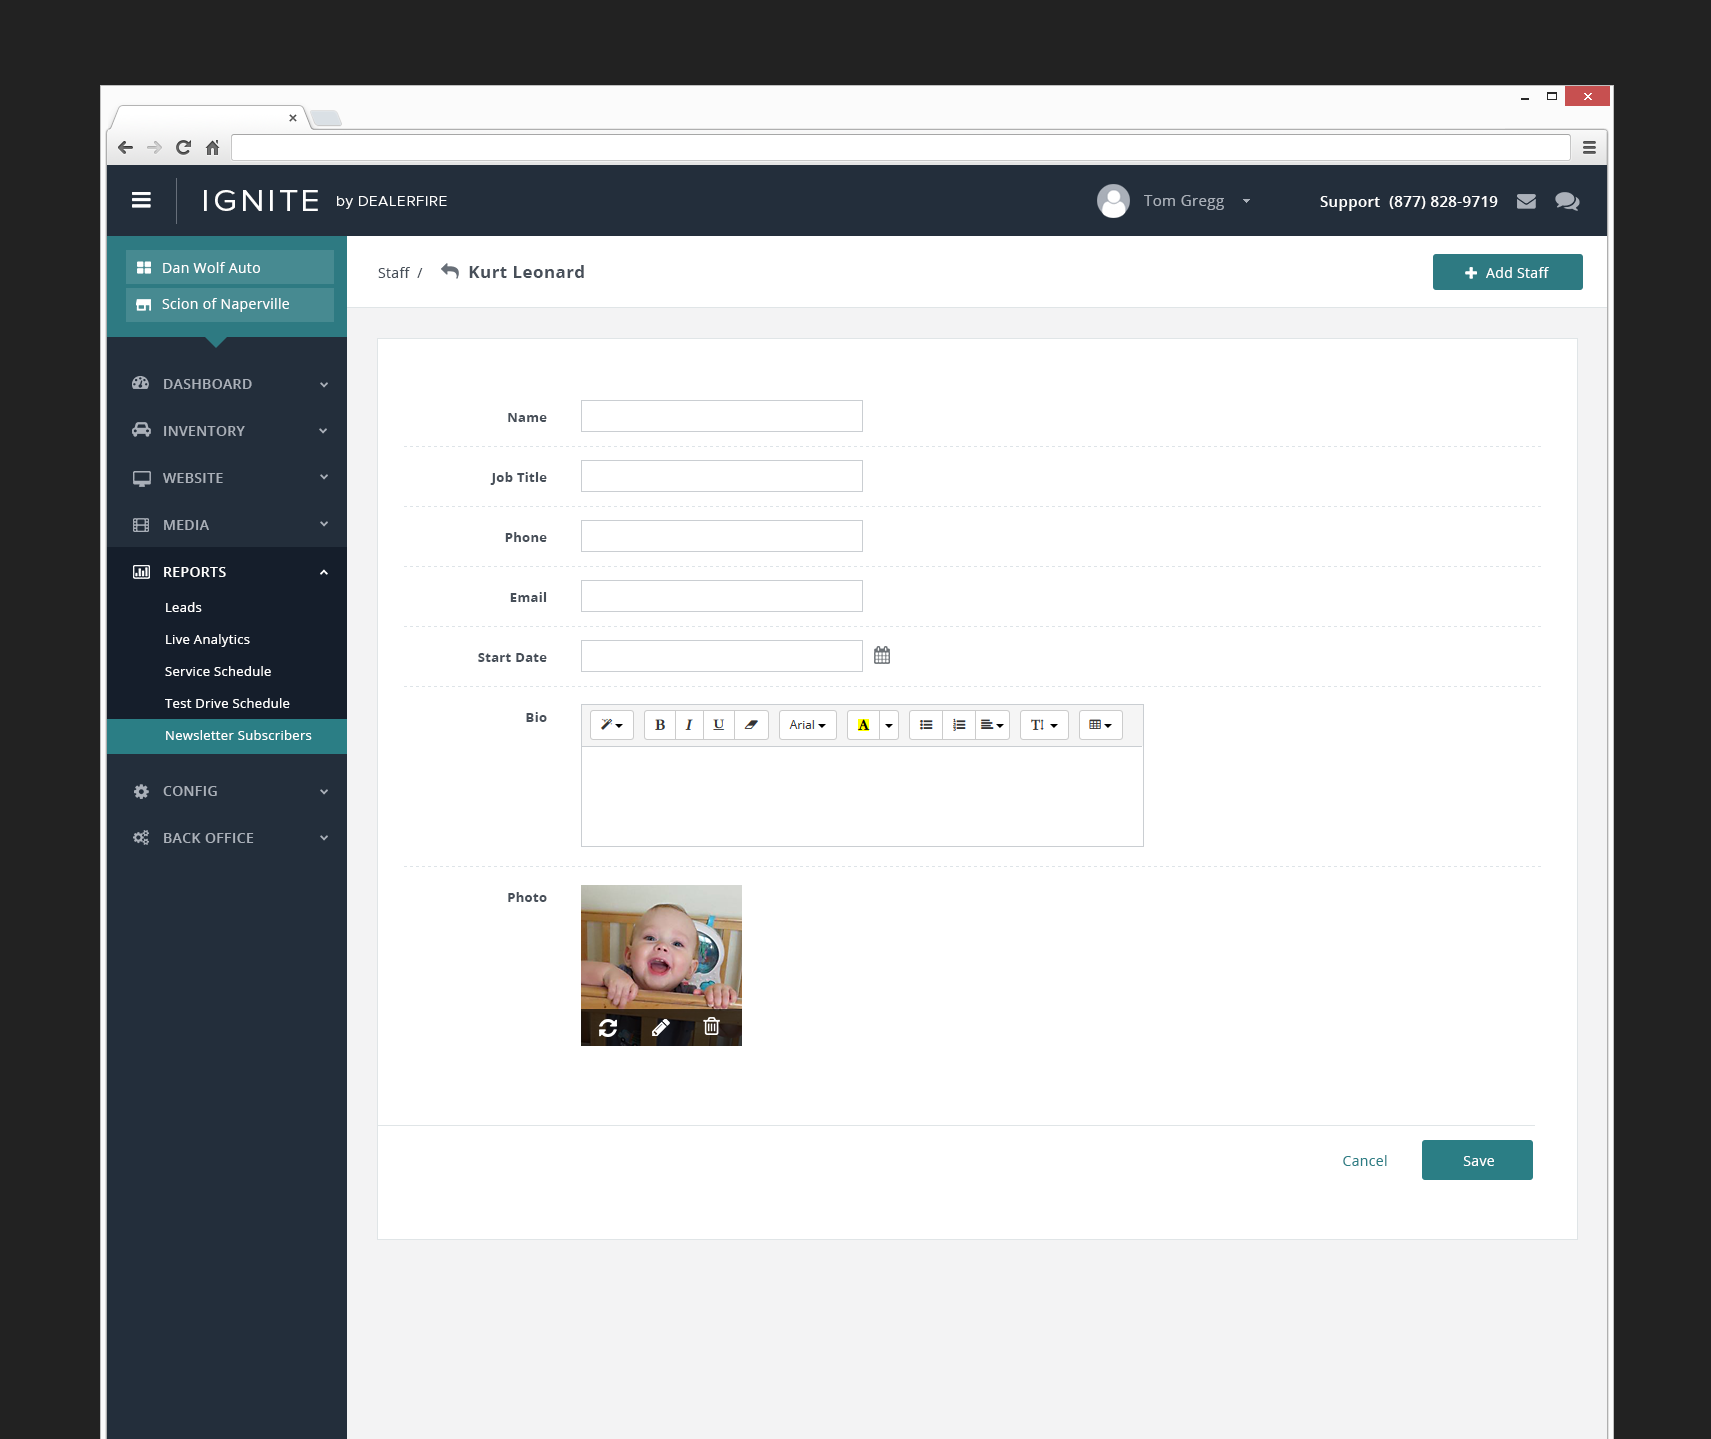 IGNITE by DEALERFIRE
Tom Gregg
Support (877) 828-9719
Dan Wolf Auto
Scion of Naperville
DASHBOARD
INVENTORY
WEBSITE
MEDIA
REPORTS
Leads
Live Analytics
Service Schedule
Test Drive Schedule
Newsletter Subscribers
CONFIG
BACK OFFICE
Staff / Kurt Leonard
Add Staff
Name
Job Title
Phone
Email
Start Date
Bio
B I U Arial A TI
Photo
Cancel
Save